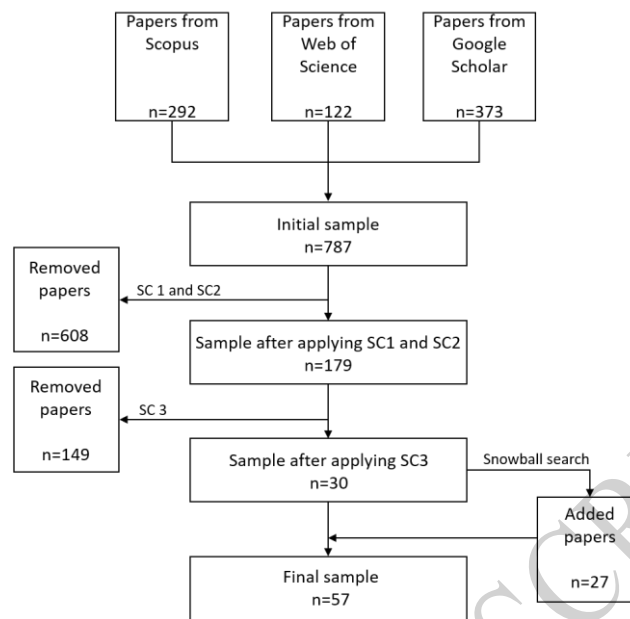 Papers from
Scopus
n=292
Papers from
Web of
Science
n=122
Papers from
Google
Scholar
n=373
Initial sample
n=787
Removed
papers
n=608
SC 1 and SC2
Sample after applying SC1 and SC2
n=179
Removed
papers
n=149
SC 3
Sample after applying SC3
n=30
Snowball search
Added
papers
n=27
Final sample
n=57